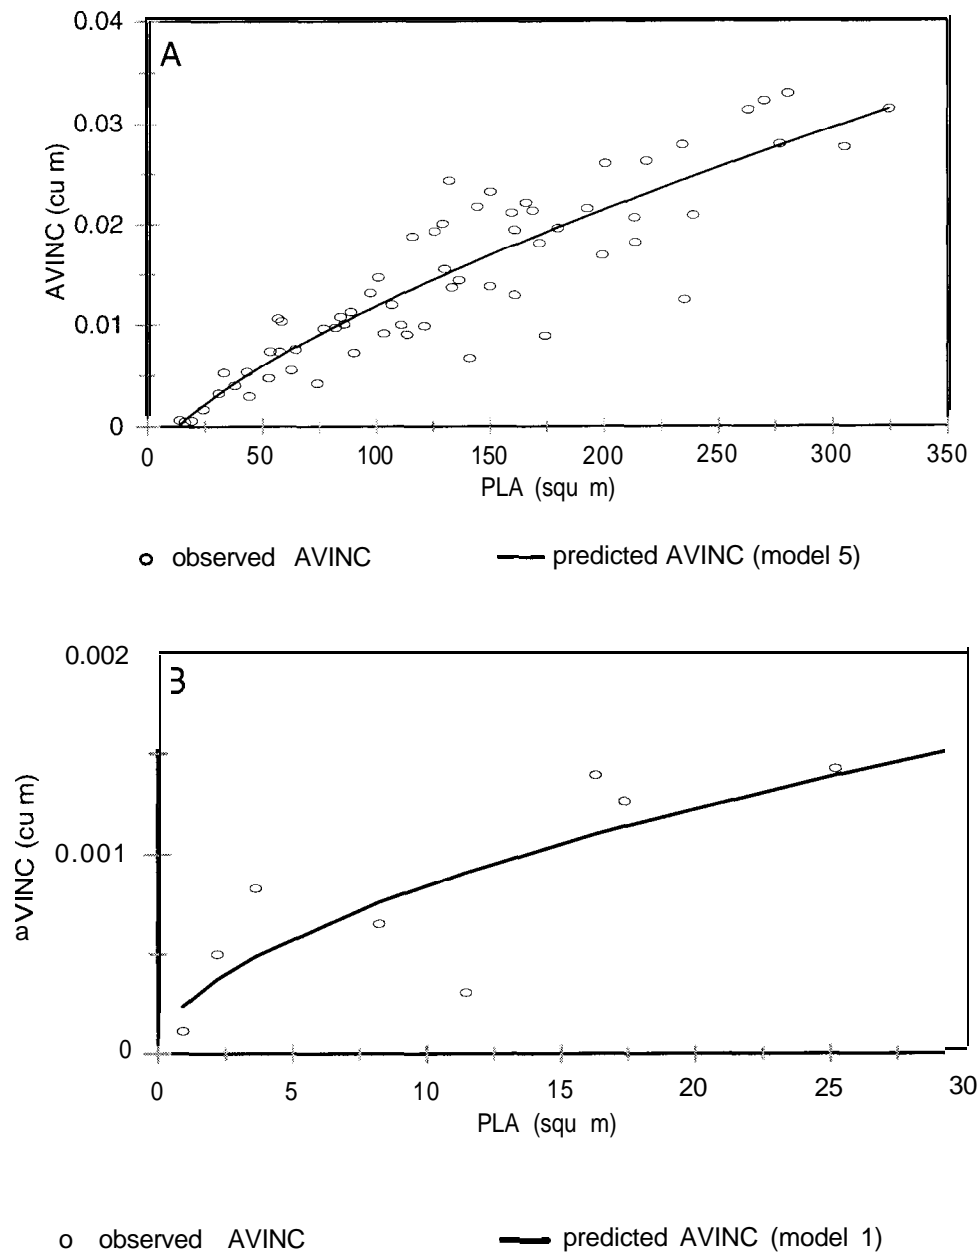 0.04
A
0.03
AVINC (cu m)
0.02
0.01
0
0 50 100 150 200 250 300 350
PLA (squ m)
o observed AVINC — predicted AVINC (model 5)
0.002
B
aVINC (cu m)
0.001
0
0 5 10 15 20 25 30
PLA (squ m)
o observed AVINC — predicted AVINC (model 1)